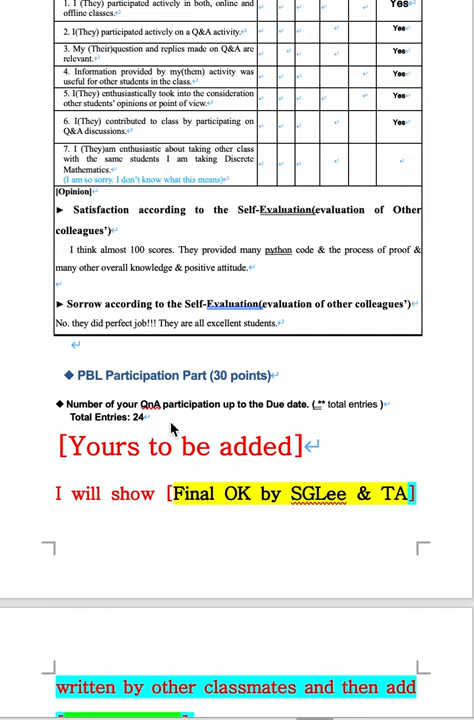 1. I (They) participated actively in both, online and
offline classes.
Yes
2. I(They) participated actively on a Q&A activity.
Yes
3. My (Their)question and replies made on Q&A are
relevant.
Yes
4. Information provided by my(them) activity was
useful for other students in the class.
Yes
5. I(They) enthusiastically took into the consideration
other students' opinions or point of view.
Yes
6. I(They) contributed to class by participating on
Q&A discussions.
Yes
7. I (They)am enthusiastic about taking other class
with the same students I am taking Discrete
Mathematics.
(I am so sorry. I don't know what this means)
[Opinion]
► Satisfaction according to the Self-Evaluation(evaluation of Other
colleagues')
I think almost 100 scores. They provided many python code & the process of proof &
many other overall knowledge & positive attitude.
► Sorrow according to the Self-Evaluation(evaluation of other colleagues')
No. they did perfect job!!! They are all excellent students.
◆ PBL Participation Part (30 points)
◆ Number of your QnA participation up to the Due date. ( ** total entries )
Total Entries: 24
[Yours to be added]
I will show [Final OK by SGLee & TA]
written by other classmates and then add